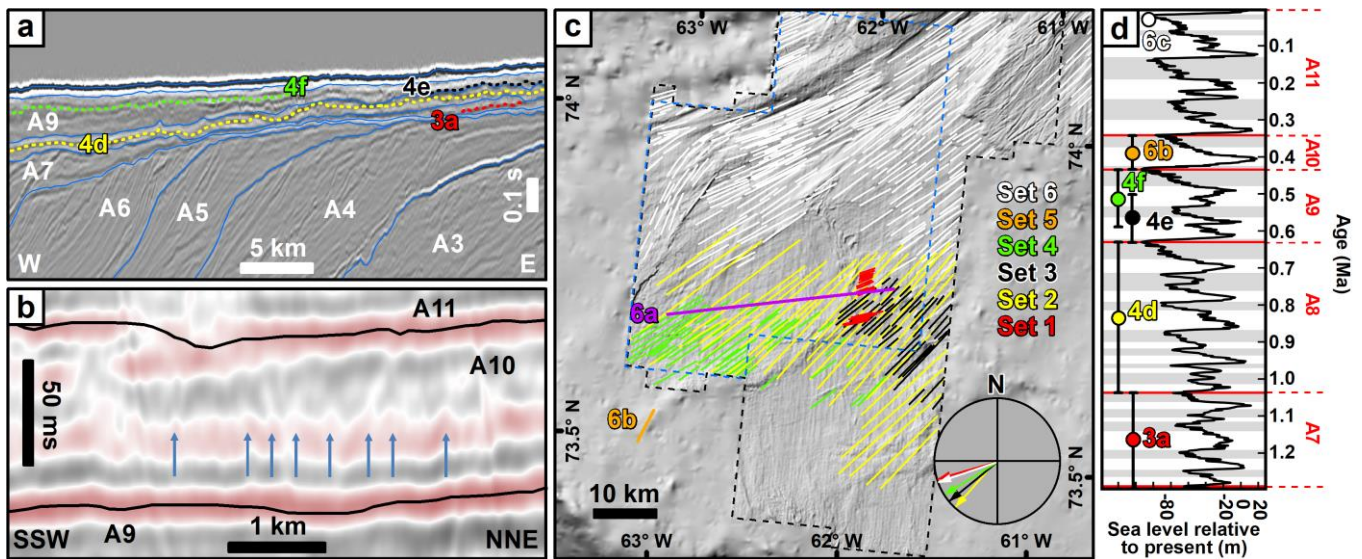 a
4f
4e
A9
3a
4d
A7
A6
A5
A4
A3
0.1 s
5 km
W
E
b
A11
A10
50 ms
A9
1 km
SSW
NNE
c
63° W
62° W
61° W
74° N
74° N
Set 6
Set 5
Set 4
Set 3
Set 2
Set 1
6a
6b
73.5° N
73.5° N
N
10 km
63° W
62° W
61° W
d
6c
6b
4f
4e
4d
3a
0.1
0.2
0.3
0.4
0.5
0.6
0.7
0.8
0.9
1.0
1.1
1.2
Age (Ma)
A11
A10
A9
A8
A7
-80
-20
20
Sea level relative
to present (m)